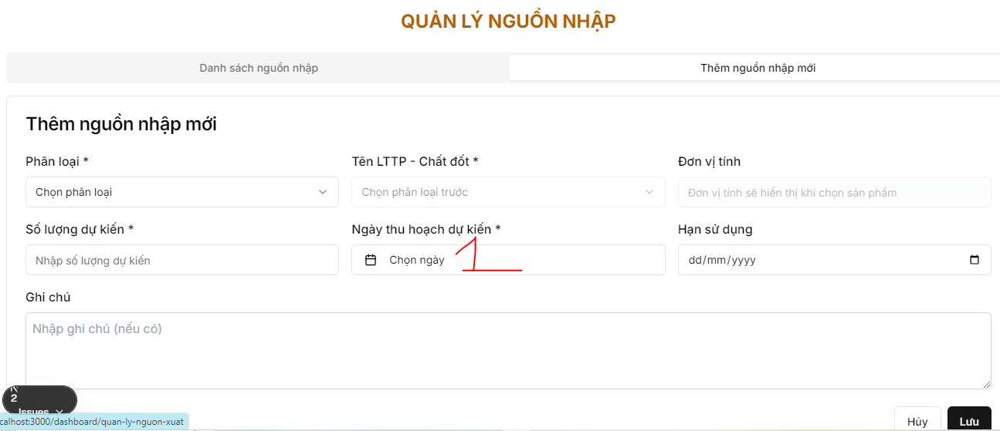 QUẢN LÝ NGUỒN NHẬP
Danh sách nguồn nhập
Thêm nguồn nhập mới
Thêm nguồn nhập mới
Phân loại *
Tên LTTP - Chất đốt *
Đơn vị tính
Chọn phân loại
Chọn phân loại trước
Đơn vị tính sẽ hiển thị khi chọn sản phẩm
Số lượng dự kiến *
Ngày thu hoạch dự kiến *
Hạn sử dụng
Nhập số lượng dự kiến
Chọn ngày
1
dd/mm/yyyy
Ghi chú
Nhập ghi chú (nếu có)
2
Issues
calhost:3000/dashboard/quan-ly-nguon-xuat
Hủy
Lưu